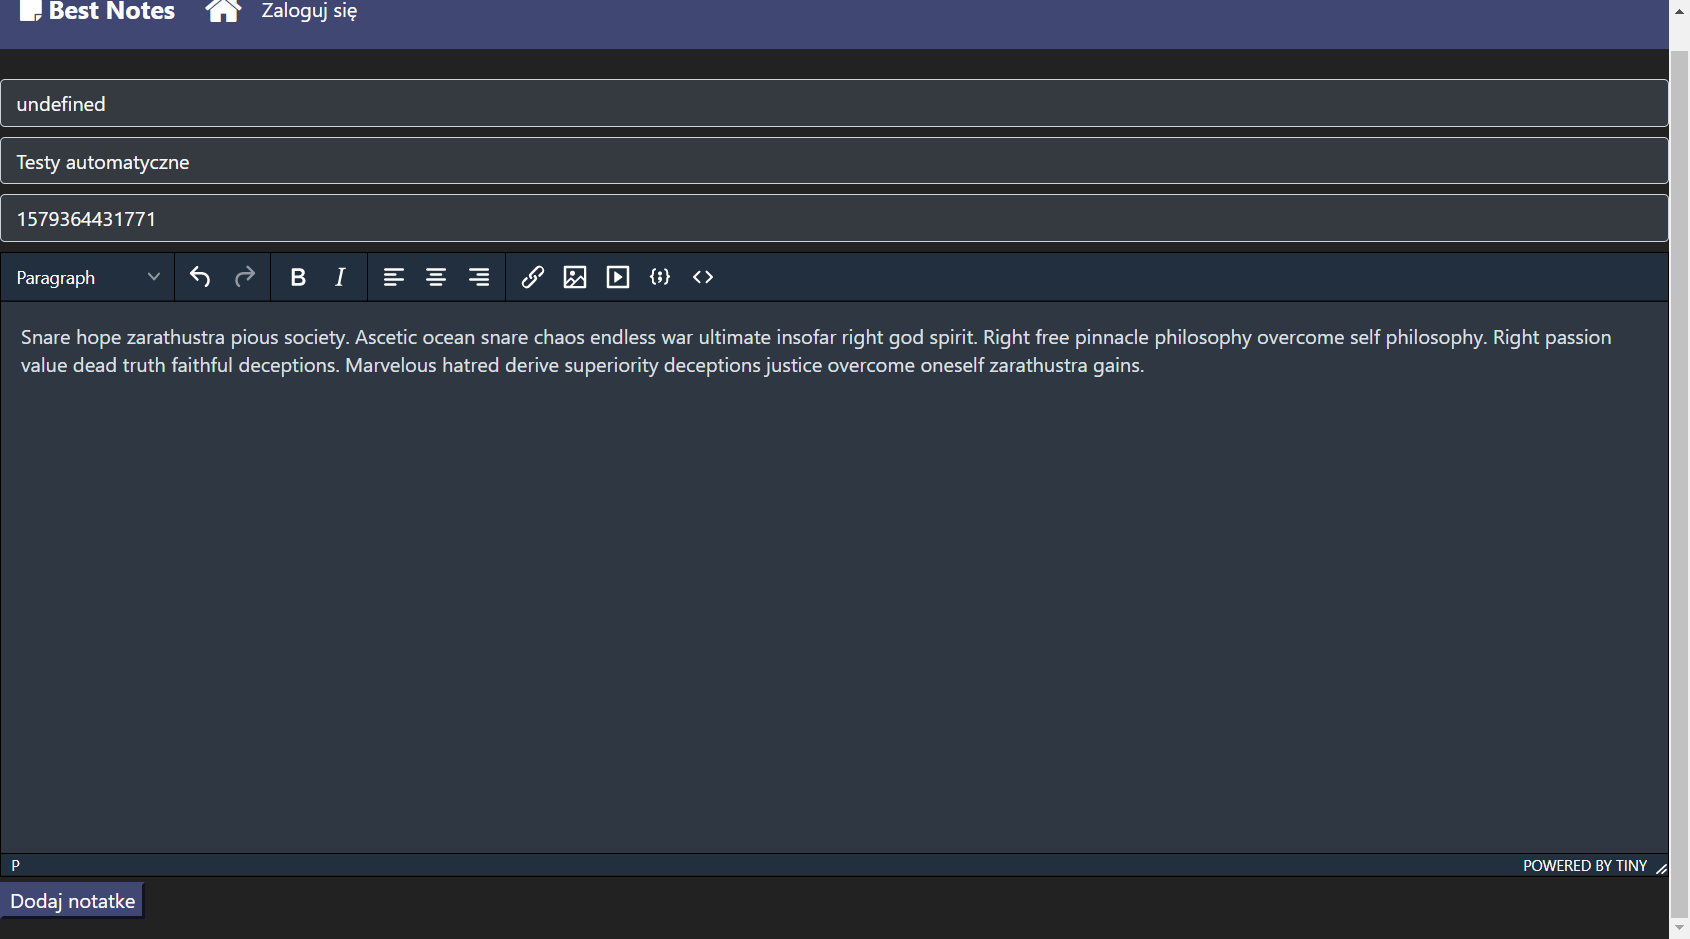 Best Notes Zaloguj się
undefined
Testy automatyczne
1579364431771
Paragraph B I
Snare hope zarathustra pious society. Ascetic ocean snare chaos endless war ultimate insofar right god spirit. Right free pinnacle philosophy overcome self philosophy. Right passion
value dead truth faithful deceptions. Marvelous hatred derive superiority deceptions justice overcome oneself zarathustra gains.
P POWERED BY TINY
Dodaj notatke